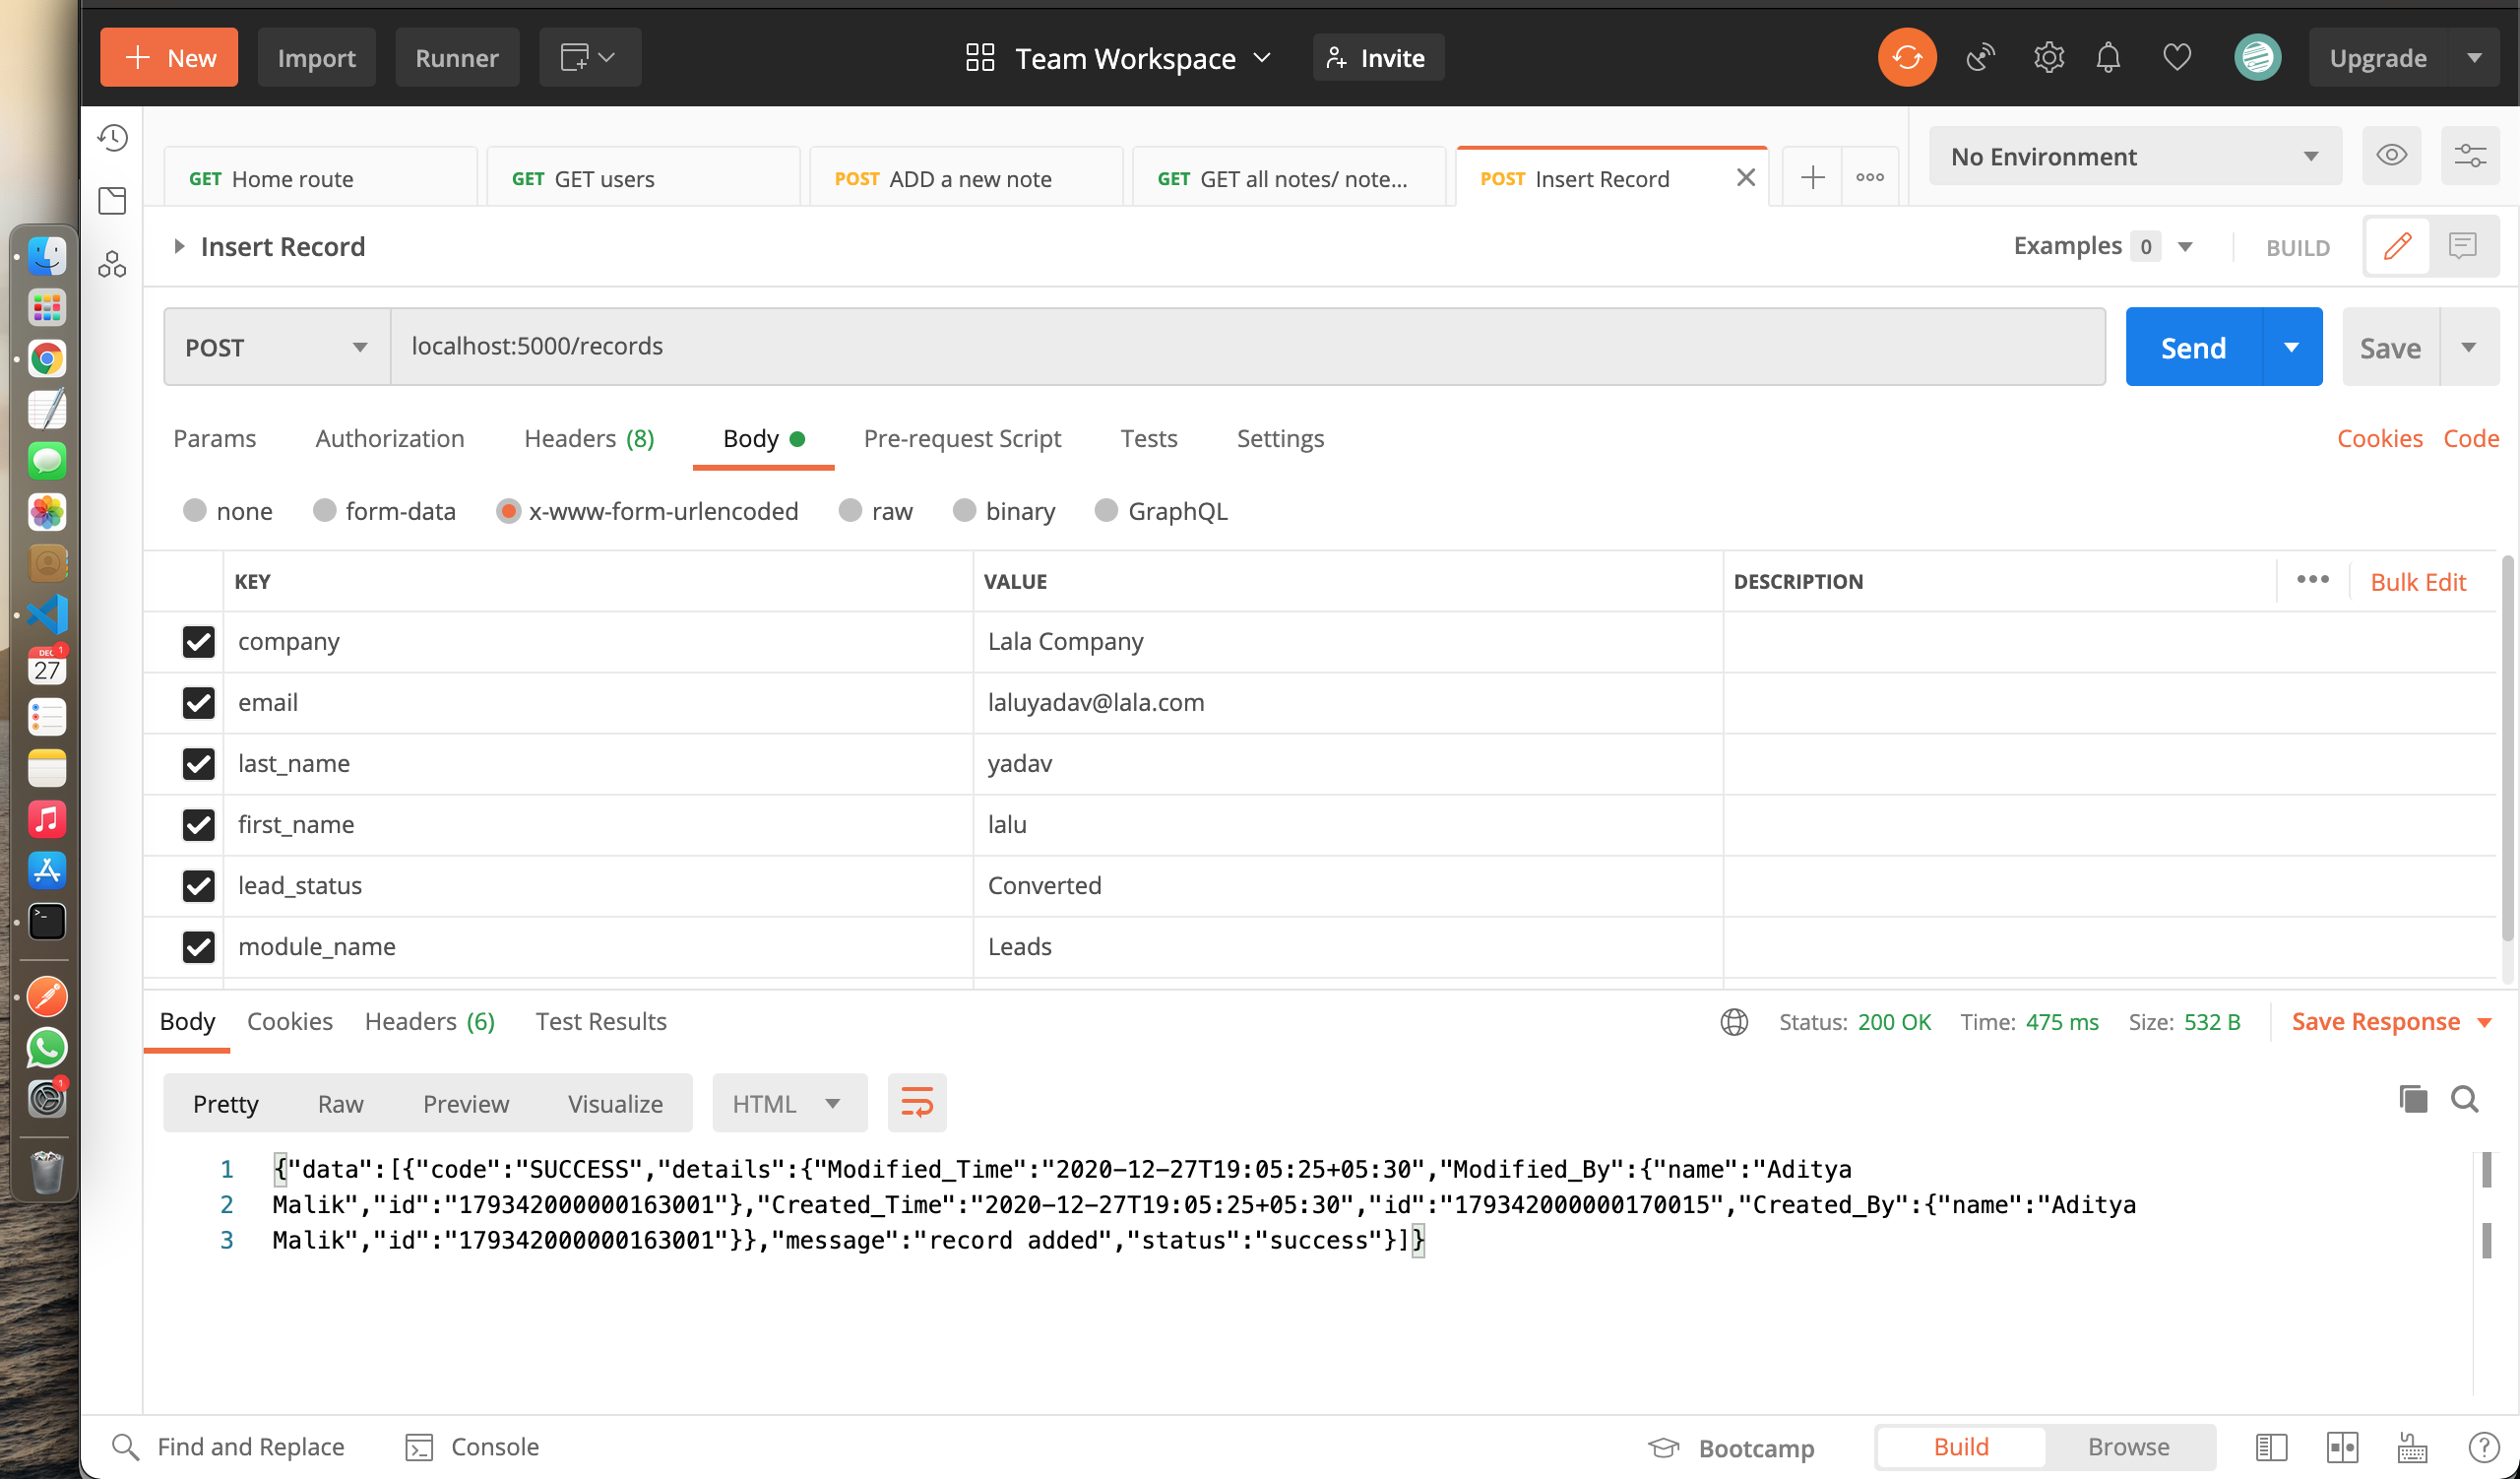 New Import Runner Team Workspace Invite Upgrade
GET Home route GET GET users POST ADD a new note GET GET all notes/ note... POST Insert Record No Environment
Insert Record Examples 0 BUILD
POST localhost:5000/records Send Save
Params Authorization Headers (8) Body Pre-request Script Tests Settings Cookies Code
none form-data x-www-form-urlencoded raw binary GraphQL
KEY VALUE DESCRIPTION Bulk Edit
company Lala Company
email laluyadav@lala.com
last_name yadav
first_name lalu
lead_status Converted
module_name Leads
DEC 1
27
Body Cookies Headers (6) Test Results Status: 200 OK Time: 475 ms Size: 532 B Save Response
1
Pretty Raw Preview Visualize HTML
1 {"data":[{"code":"SUCCESS","details":{"Modified_Time":"2020-12-27T19:05:25+05:30","Modified_By":{"name":"Aditya
2 Malik","id":"179342000000163001"},"Created_Time":"2020-12-27T19:05:25+05:30","id":"179342000000170015","Created_By":{"name":"Aditya
3 Malik","id":"179342000000163001"}},"message":"record added","status":"success"}]}
Find and Replace Console Bootcamp Build Browse